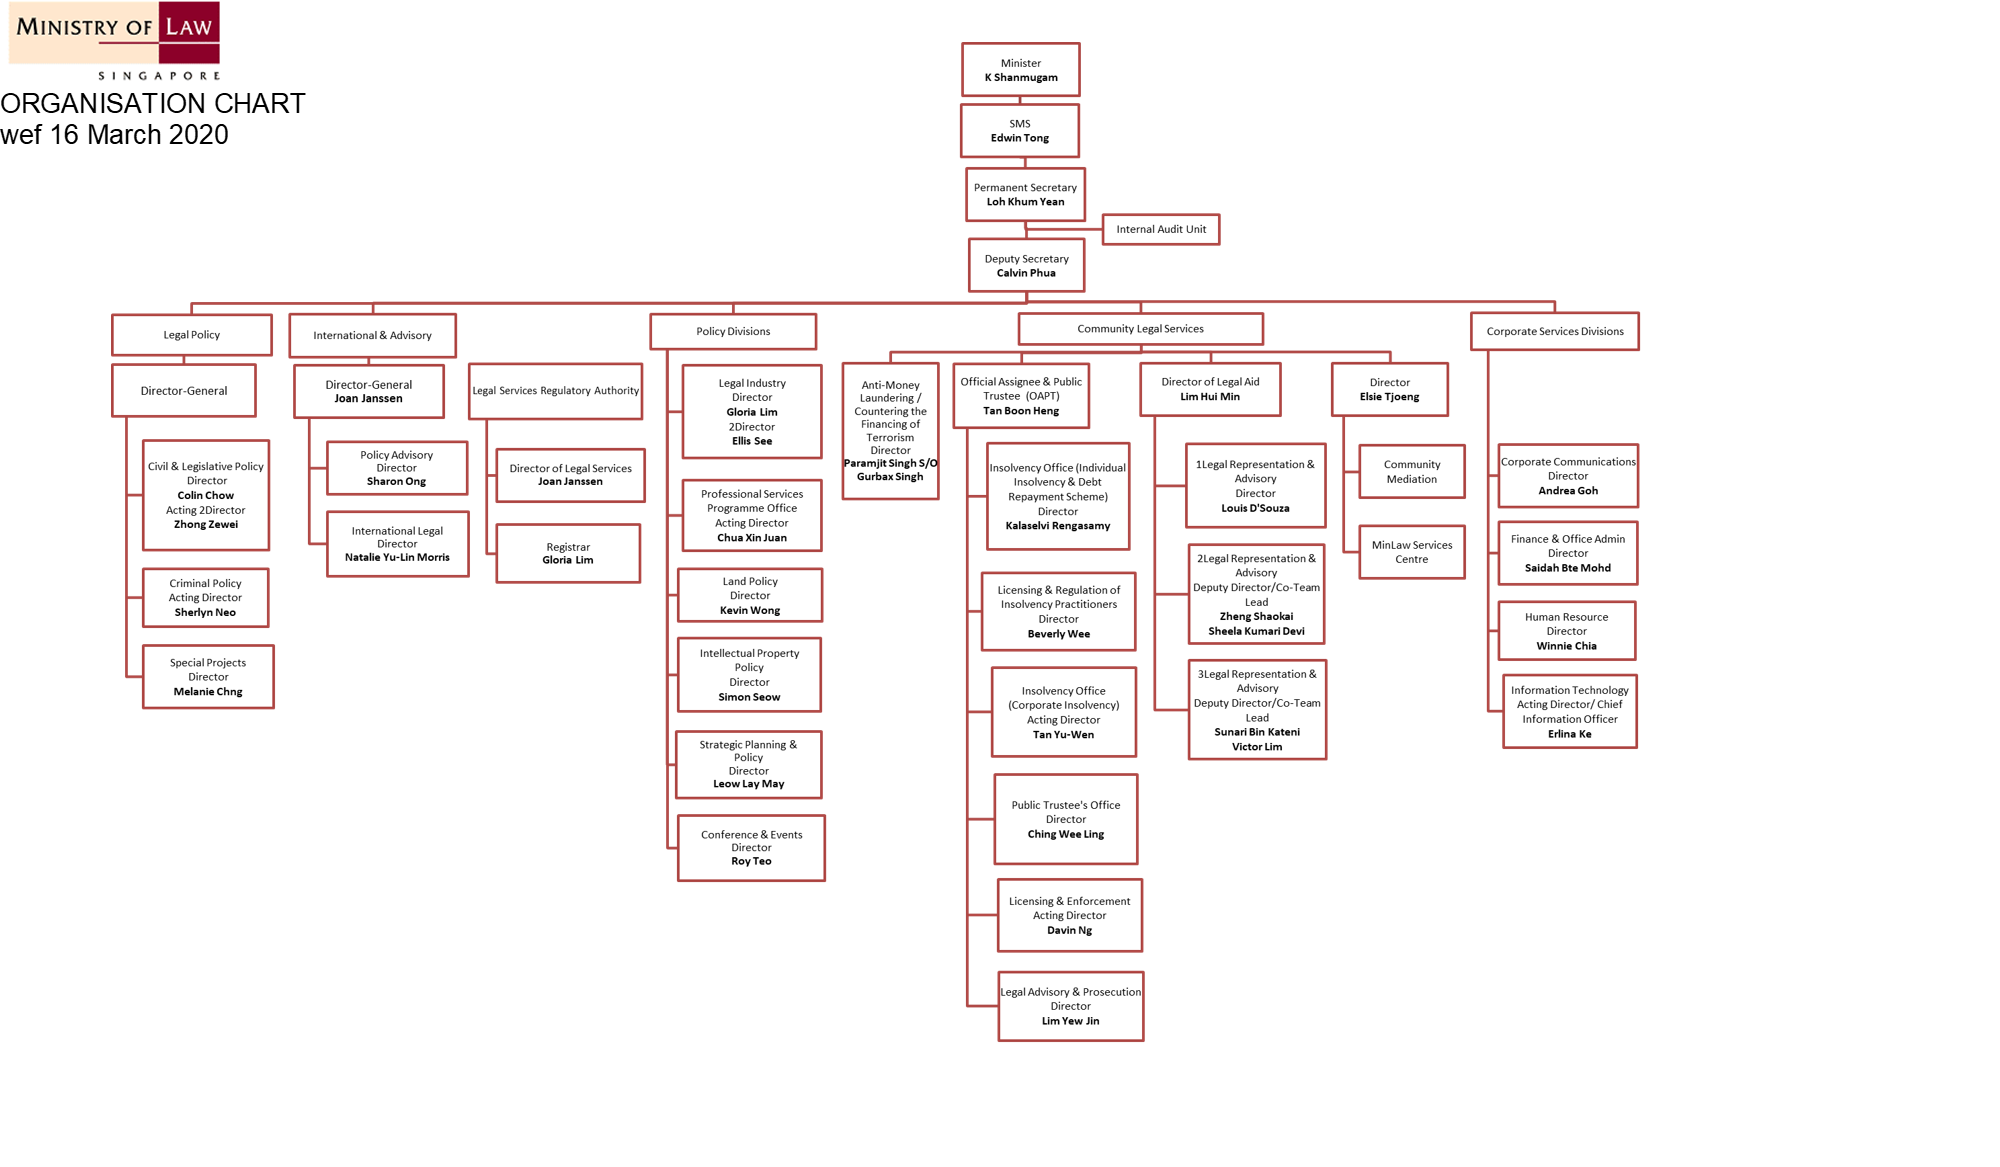 MINISTRY OF LAW
SINGAPORE
ORGANISATION CHART
wef 16 March 2020
Minister
K Shanmugam
SMS
Edwin Tong
Permanent Secretary
Loh Khum Yean
Internal Audit Unit
Deputy Secretary
Calvin Phua
Legal Policy
Director-General
Civil & Legislative Policy
Director
Colin Chow
Acting 2Director
Zhong Zewei
Criminal Policy
Acting Director
Sherlyn Neo
Special Projects
Director
Melanie Chng
International & Advisory
Director-General
Joan Janssen
Policy Advisory
Director
Sharon Ong
International Legal
Director
Natalie Yu-Lin Morris
Legal Services Regulatory Authority
Director of Legal Services
Joan Janssen
Registrar
Gloria Lim
Policy Divisions
Legal Industry
Director
Gloria Lim
2Director
Ellis See
Professional Services
Programme Office
Acting Director
Chua Xin Juan
Land Policy
Director
Kevin Wong
Intellectual Property
Policy
Director
Simon Seow
Strategic Planning &
Policy
Director
Leow Lay May
Conference & Events
Director
Roy Teo
Community Legal Services
Anti-Money
Laundering /
Countering the
Financing of
Terrorism
Director
Paramjit Singh S/O
Gurbax Singh
Official Assignee & Public
Trustee (OAPT)
Tan Boon Heng
Insolvency Office (Individual
Insolvency & Debt
Repayment Scheme)
Director
Kalaselvi Rengasamy
Licensing & Regulation of
Insolvency Practitioners
Director
Beverly Wee
Insolvency Office
(Corporate Insolvency)
Acting Director
Tan Yu-Wen
Public Trustee's Office
Director
Ching Wee Ling
Licensing & Enforcement
Acting Director
Davin Ng
Legal Advisory & Prosecution
Director
Lim Yew Jin
Director of Legal Aid
Lim Hui Min
1Legal Representation &
Advisory
Director
Louis D'Souza
2Legal Representation &
Advisory
Deputy Director/Co-Team
Lead
Zheng Shaokai
Sheela Kumari Devi
3Legal Representation &
Advisory
Deputy Director/Co-Team
Lead
Sunari Bin Kateni
Victor Lim
Director
Elsie Tjoeng
Community
Mediation
MinLaw Services
Centre
Corporate Services Divisions
Corporate Communications
Director
Andrea Goh
Finance & Office Admin
Director
Saidah Bte Mohd
Human Resource
Director
Winnie Chia
Information Technology
Acting Director/ Chief
Information Officer
Erlina Ke